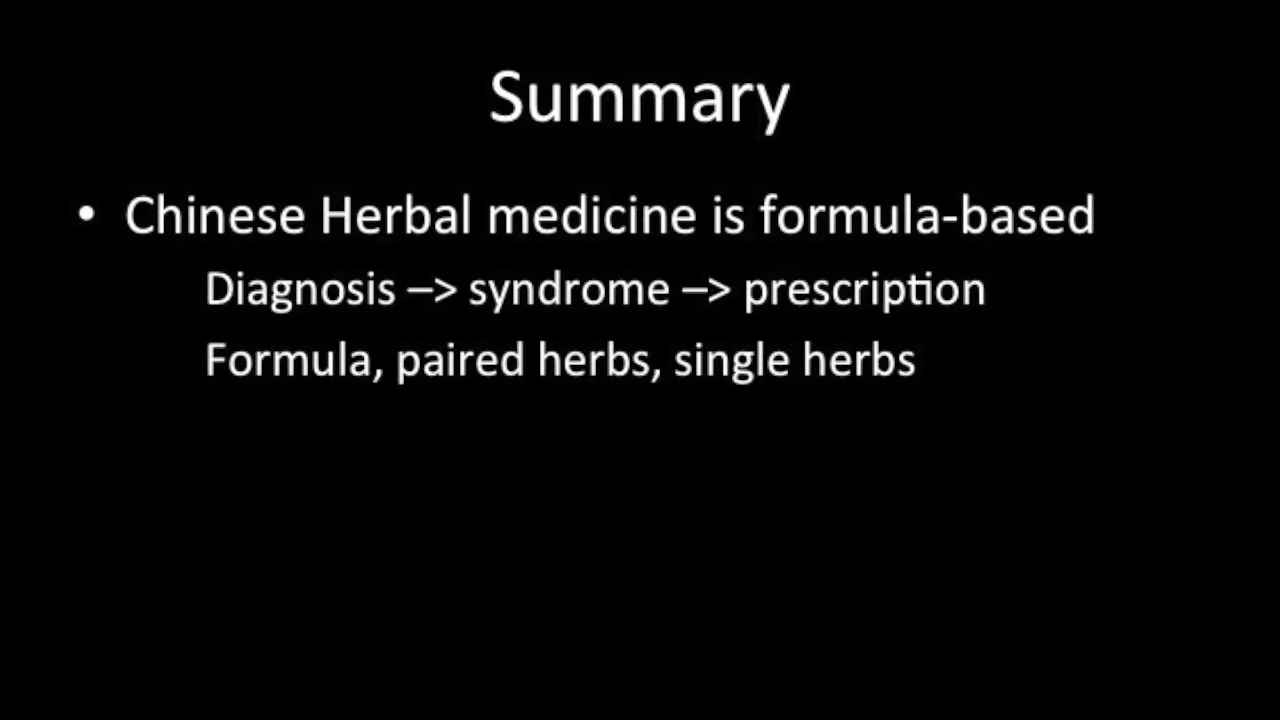 Summary
• Chinese Herbal medicine is formula-based
Diagnosis –> syndrome –> prescription
Formula, paired herbs, single herbs